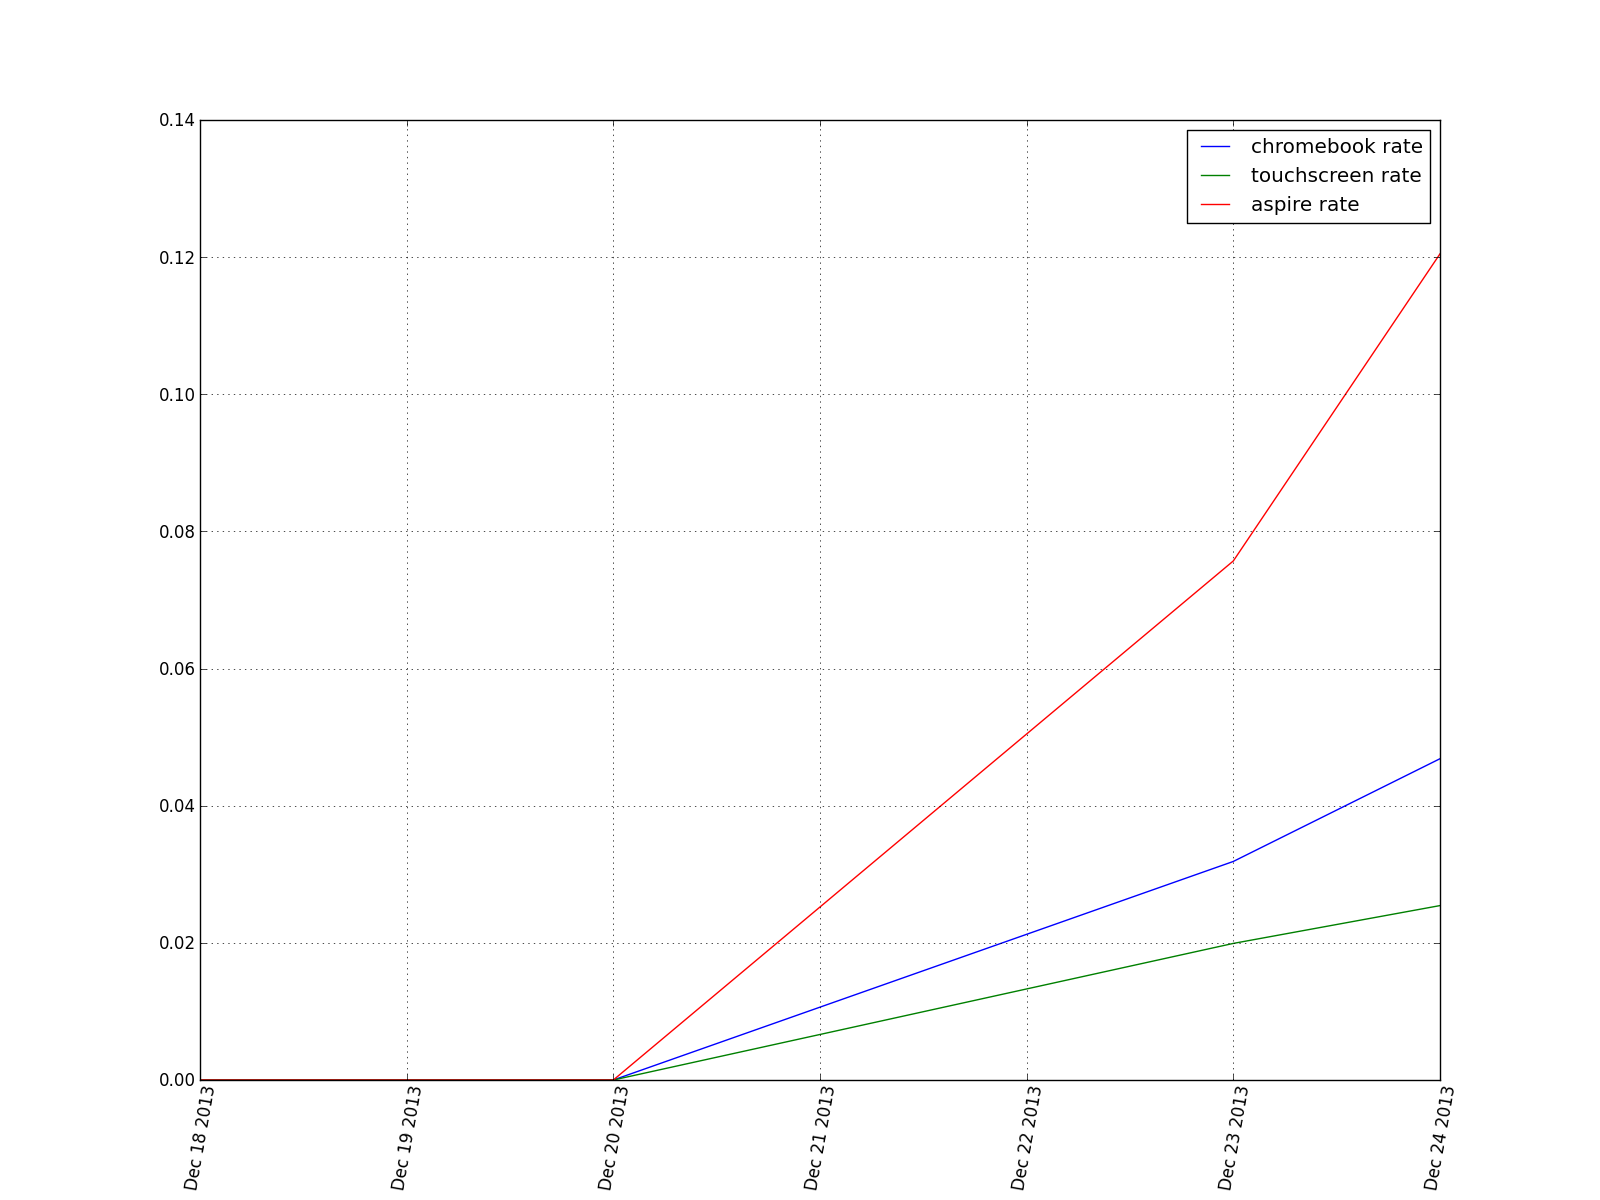 0.14
0.12
0.10
0.08
0.06
0.04
0.02
0.00
chromebook rate
touchscreen rate
aspire rate
Dec 18 2013
Dec 19 2013
Dec 20 2013
Dec 21 2013
Dec 22 2013
Dec 23 2013
Dec 24 2013